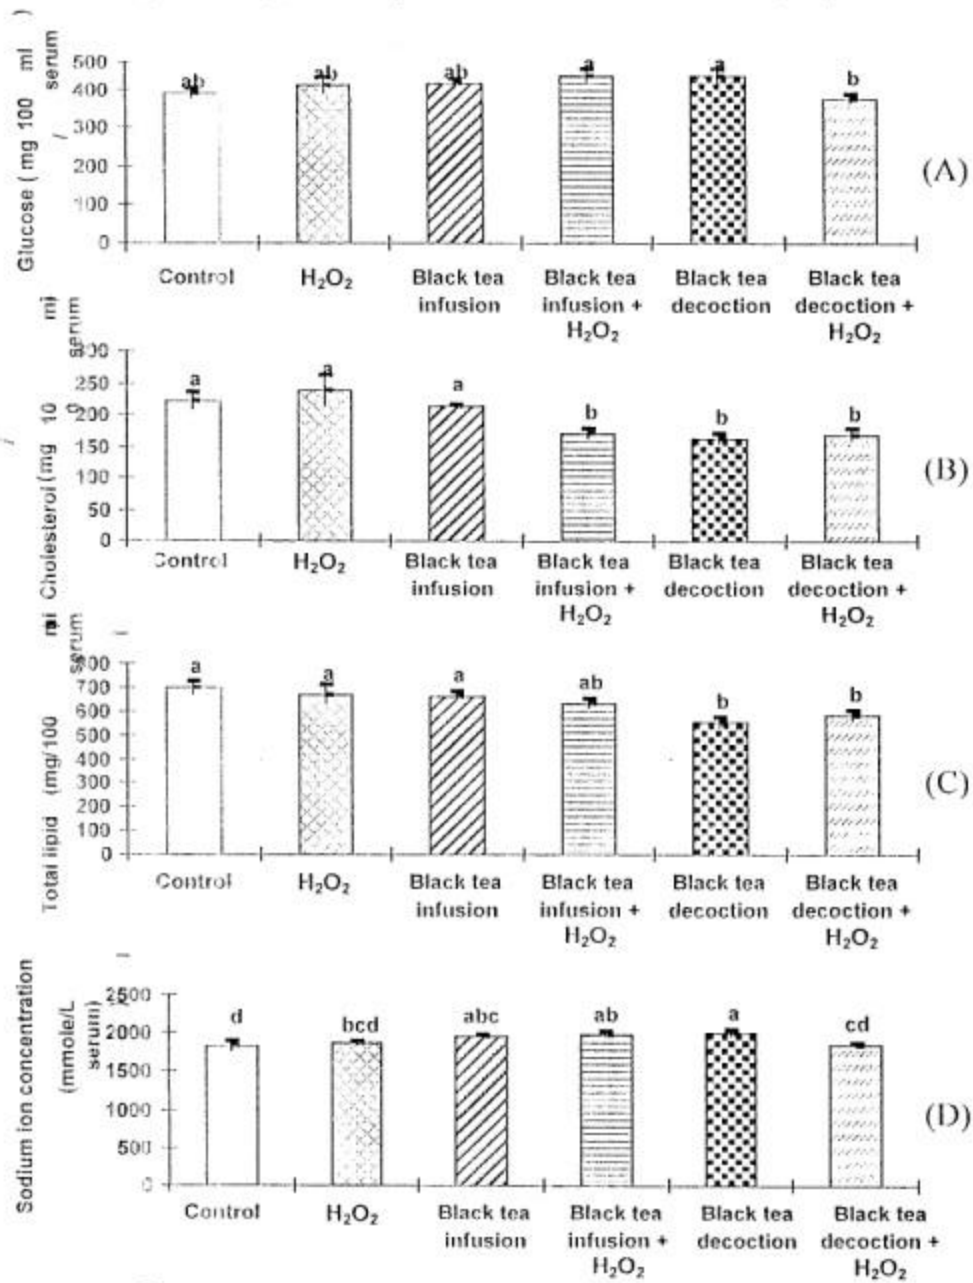 Glucose ( mg 100 ml )
/ serum
500
400
300
200
100
0
ab
ab
ab
a
a
b
(A)
Control
H₂O₂
Black tea
infusion
Black tea
infusion +
H₂O₂
Black tea
decoction
Black tea
decoction +
H₂O₂
Cholesterol (mg 10
0
/
serum
250
200
150
100
50
0
a
a
a
b
b
b
(B)
Control
H₂O₂
Black tea
infusion
Black tea
infusion +
H₂O₂
Black tea
decoction
Black tea
decoction +
H₂O₂
Total lipid (mg/100
serum
700
600
500
400
300
200
100
0
a
a
a
ab
b
b
(C)
Control
H₂O₂
Black tea
infusion
Black tea
infusion +
H₂O₂
Black tea
decoction
Black tea
decoction +
H₂O₂
Sodium ion concentration
(mmole/L
serum)
2500
2000
1500
1000
500
0
d
bcd
abc
ab
a
cd
(D)
Control
H₂O₂
Black tea
infusion
Black tea
infusion +
H₂O₂
Black tea
decoction
Black tea
decoction +
H₂O₂